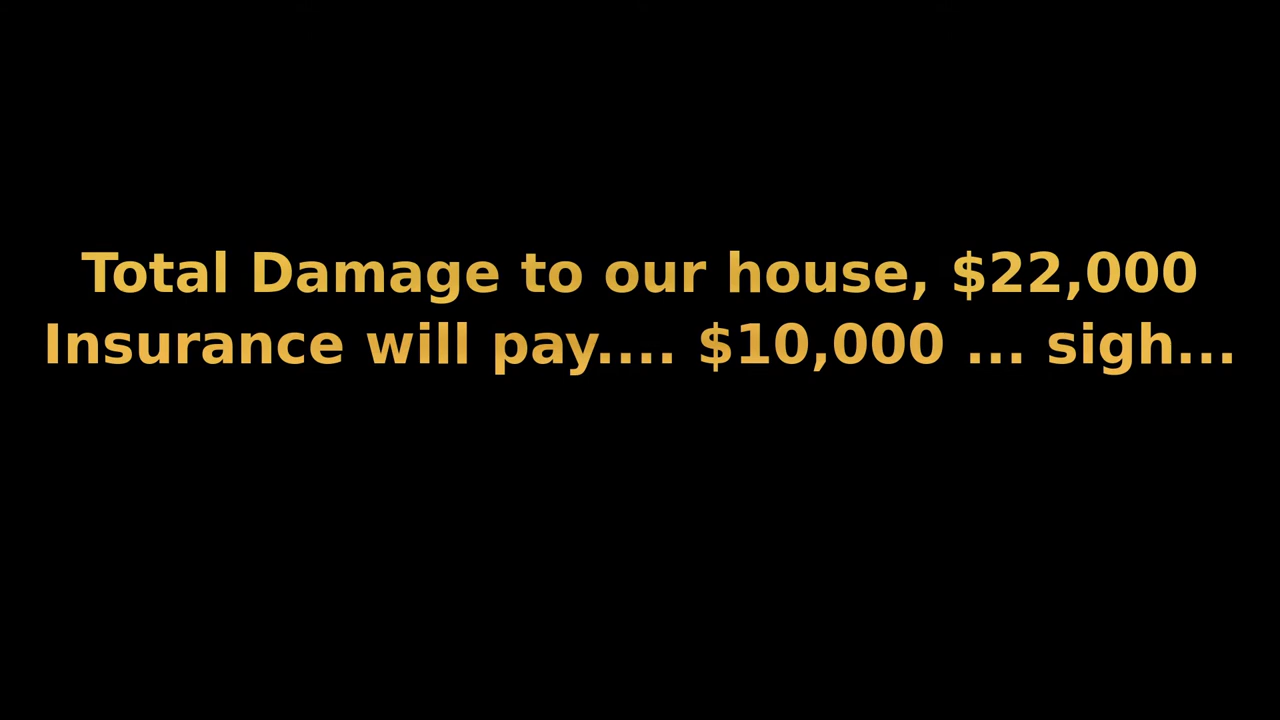 Total Damage to our house, $22,000
Insurance will pay.... $10,000 ... sigh...